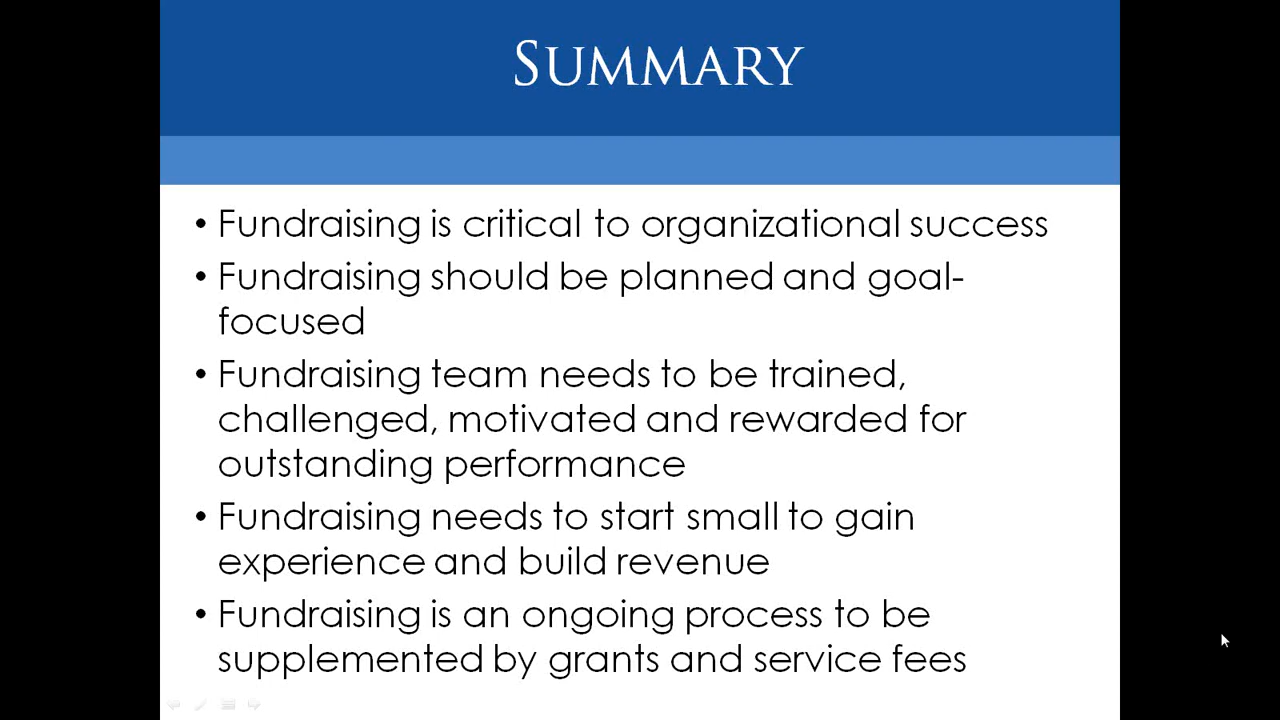 SUMMARY
• Fundraising is critical to organizational success
• Fundraising should be planned and goal-
focused
• Fundraising team needs to be trained,
challenged, motivated and rewarded for
outstanding performance
• Fundraising needs to start small to gain
experience and build revenue
• Fundraising is an ongoing process to be
supplemented by grants and service fees